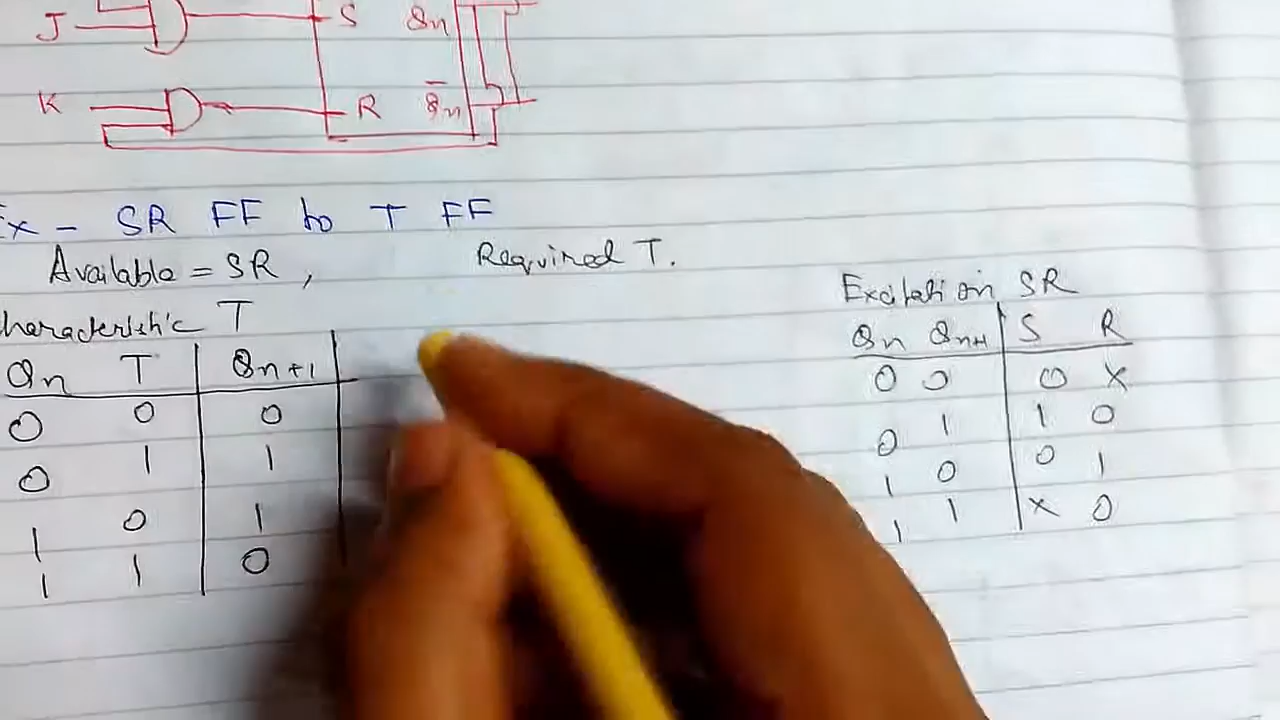 J S Qn
K R Q̅n
Ex - SR FF to T FF
Available = SR , Required T.
Characteristic T
Qn T Qn+1
0 0 0
0 1 1
1 0 1
1 1 0
Excitation SR
Qn Qn+1 S R
0 0 0 X
0 1 1 0
1 0 0 1
1 1 X 0